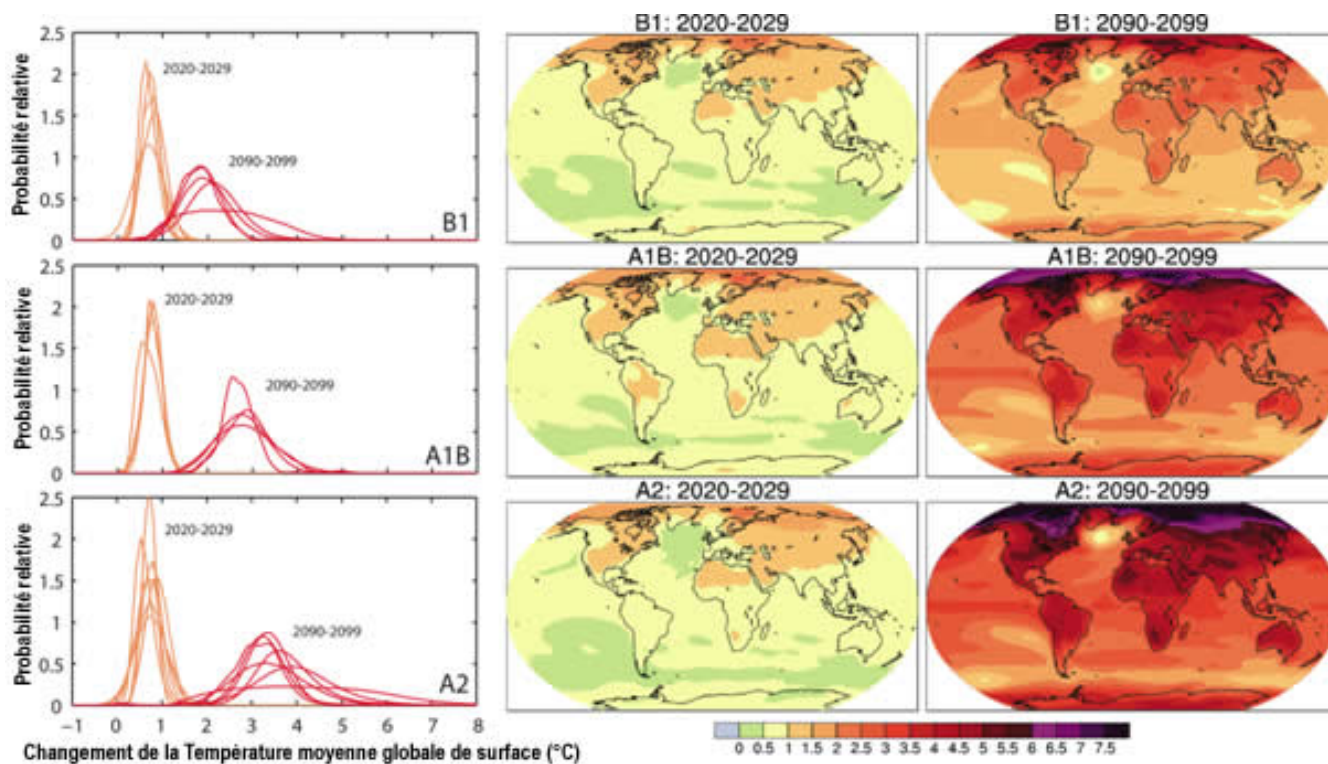 B1: 2020-2029
B1: 2090-2099
2.5
2
1.5
1
0.5
0
Probabilité relative
2020-2029
2090-2099
B1
A1B: 2020-2029
A1B: 2090-2099
2.5
2
1.5
1
0.5
0
Probabilité relative
2020-2029
2090-2099
A1B
A2: 2020-2029
A2: 2090-2099
2.5
2
1.5
1
0.5
0
Probabilité relative
2020-2029
2090-2099
A2
-1 0 1 2 3 4 5 6 7 8
Changement de la Température moyenne globale de surface (°C)
0 0.5 1 1.5 2 2.5 3 3.5 4 4.5 5 5.5 6 6.5 7 7.5